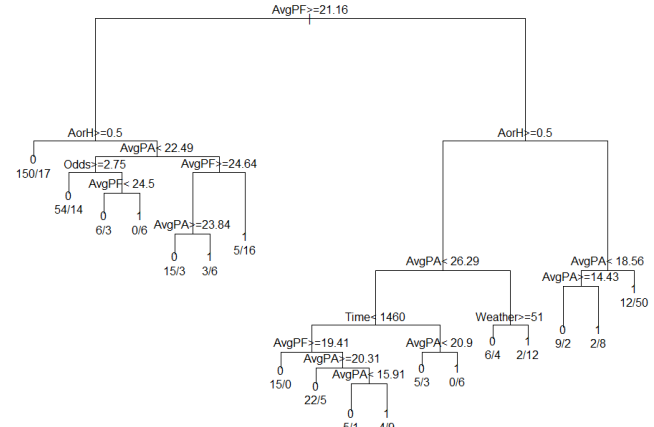 AvgPF>=21.16
AorH>=0.5
AorH>=0.5
0
150/17
AvgPA< 22.49
Odds>=2.75
AvgPF>=24.64
0
54/14
AvgPF< 24.5
0
6/3
1
0/6
AvgPA>=23.84
1
5/16
0
15/3
1
3/6
AvgPA< 26.29
AvgPA< 18.56
AvgPA>=14.43
1
12/50
Time< 1460
Weather>=51
0
9/2
1
2/8
AvgPF>=19.41
AvgPA< 20.9
0
6/4
1
2/12
0
15/0
AvgPA>=20.31
0
5/3
1
0/6
0
22/5
AvgPA< 15.91
0
5/1
1
4/9